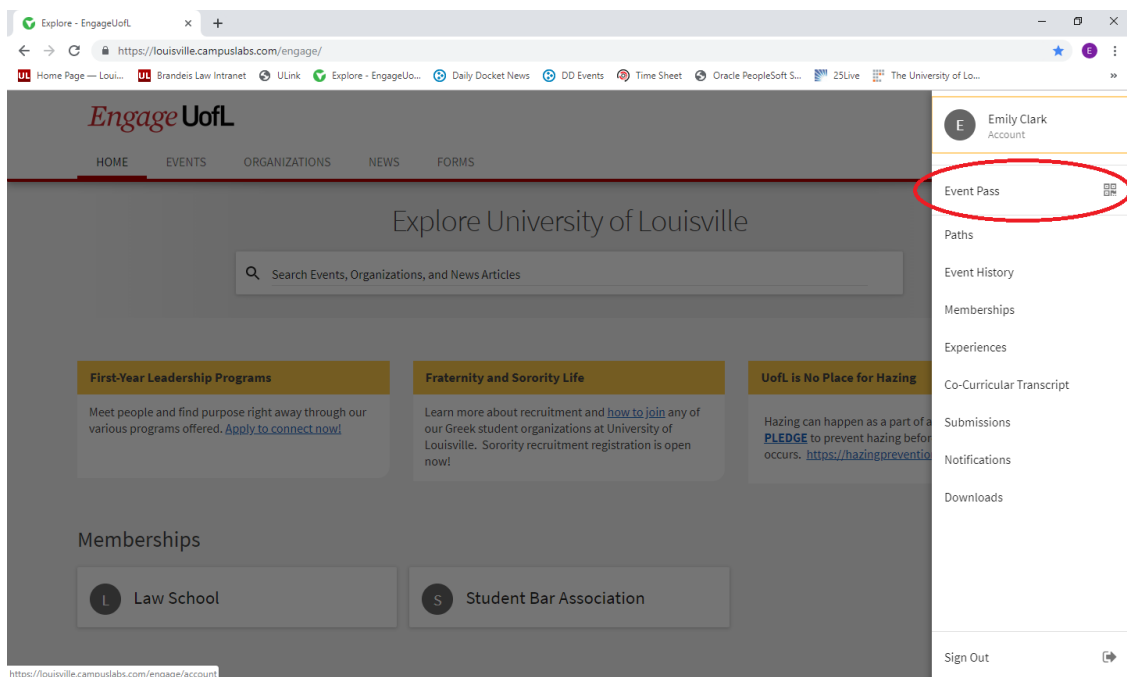 Explore - EngageUofL
https://louisville.campuslabs.com/engage/
E
UL Home Page — Loui... UL Brandeis Law Intranet ULink Explore - EngageUo... Daily Docket News DD Events Time Sheet Oracle PeopleSoft S... 25Live The University of Lo... »
Engage UofL
HOME EVENTS ORGANIZATIONS NEWS FORMS
Explore University of Louisville
Search Events, Organizations, and News Articles
First-Year Leadership Programs
Meet people and find purpose right away through our
various programs offered. Apply to connect now!
Fraternity and Sorority Life
Learn more about recruitment and how to join any of
our Greek student organizations at University of
Louisville. Sorority recruitment registration is open
now!
UofL is No Place for Hazing
Hazing can happen as a part of a
PLEDGE to prevent hazing befor
occurs. https://hazingpreventio
Memberships
L Law School
S Student Bar Association
E Emily Clark
Account
Event Pass
Paths
Event History
Memberships
Experiences
Co-Curricular Transcript
Submissions
Notifications
Downloads
Sign Out
https://louisville.campuslabs.com/engage/account